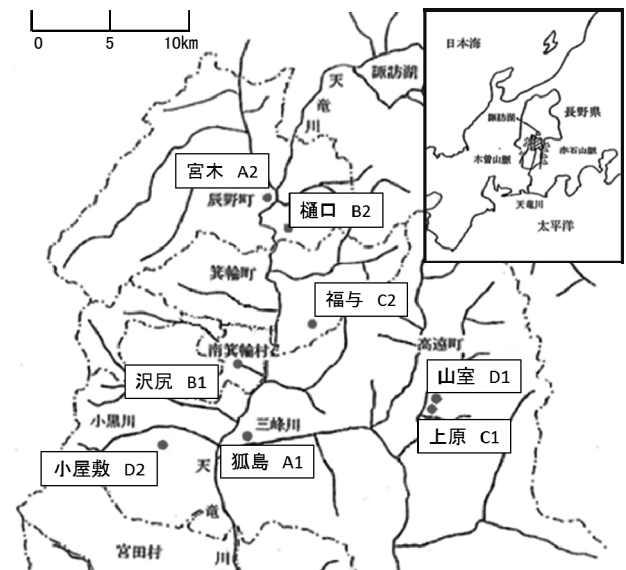 0 5 10km
日本海
諏訪湖
長野県
木曽山脈
赤石山脈
天竜川
太平洋
諏訪湖
天竜川
宮木 A2
辰野町
樋口 B2
箕輪町
福与 C2
南箕輪村
高遠町
沢尻 B1
山室 D1
小黒川
三峰川
上原 C1
小屋敷 D2
狐島 A1
天竜川
宮田村